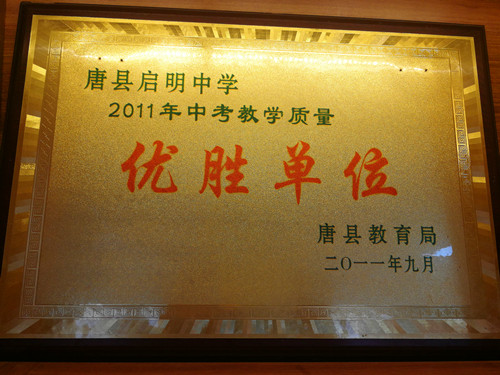 唐县启明中学
2011年中考教学质量
优胜单位
唐县教育局
二〇一一年九月